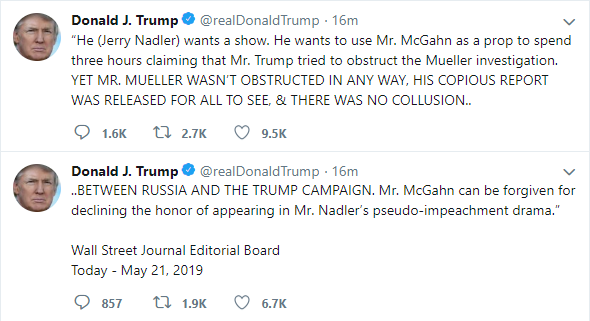 Donald J. Trump @realDonaldTrump · 16m
“He (Jerry Nadler) wants a show. He wants to use Mr. McGahn as a prop to spend
three hours claiming that Mr. Trump tried to obstruct the Mueller investigation.
YET MR. MUELLER WASN’T OBSTRUCTED IN ANY WAY, HIS COPIOUS REPORT
WAS RELEASED FOR ALL TO SEE, & THERE WAS NO COLLUSION..
1.6K 2.7K 9.5K
Donald J. Trump @realDonaldTrump · 16m
..BETWEEN RUSSIA AND THE TRUMP CAMPAIGN. Mr. McGahn can be forgiven for
declining the honor of appearing in Mr. Nadler’s pseudo-impeachment drama.”
Wall Street Journal Editorial Board
Today - May 21, 2019
857 1.9K 6.7K